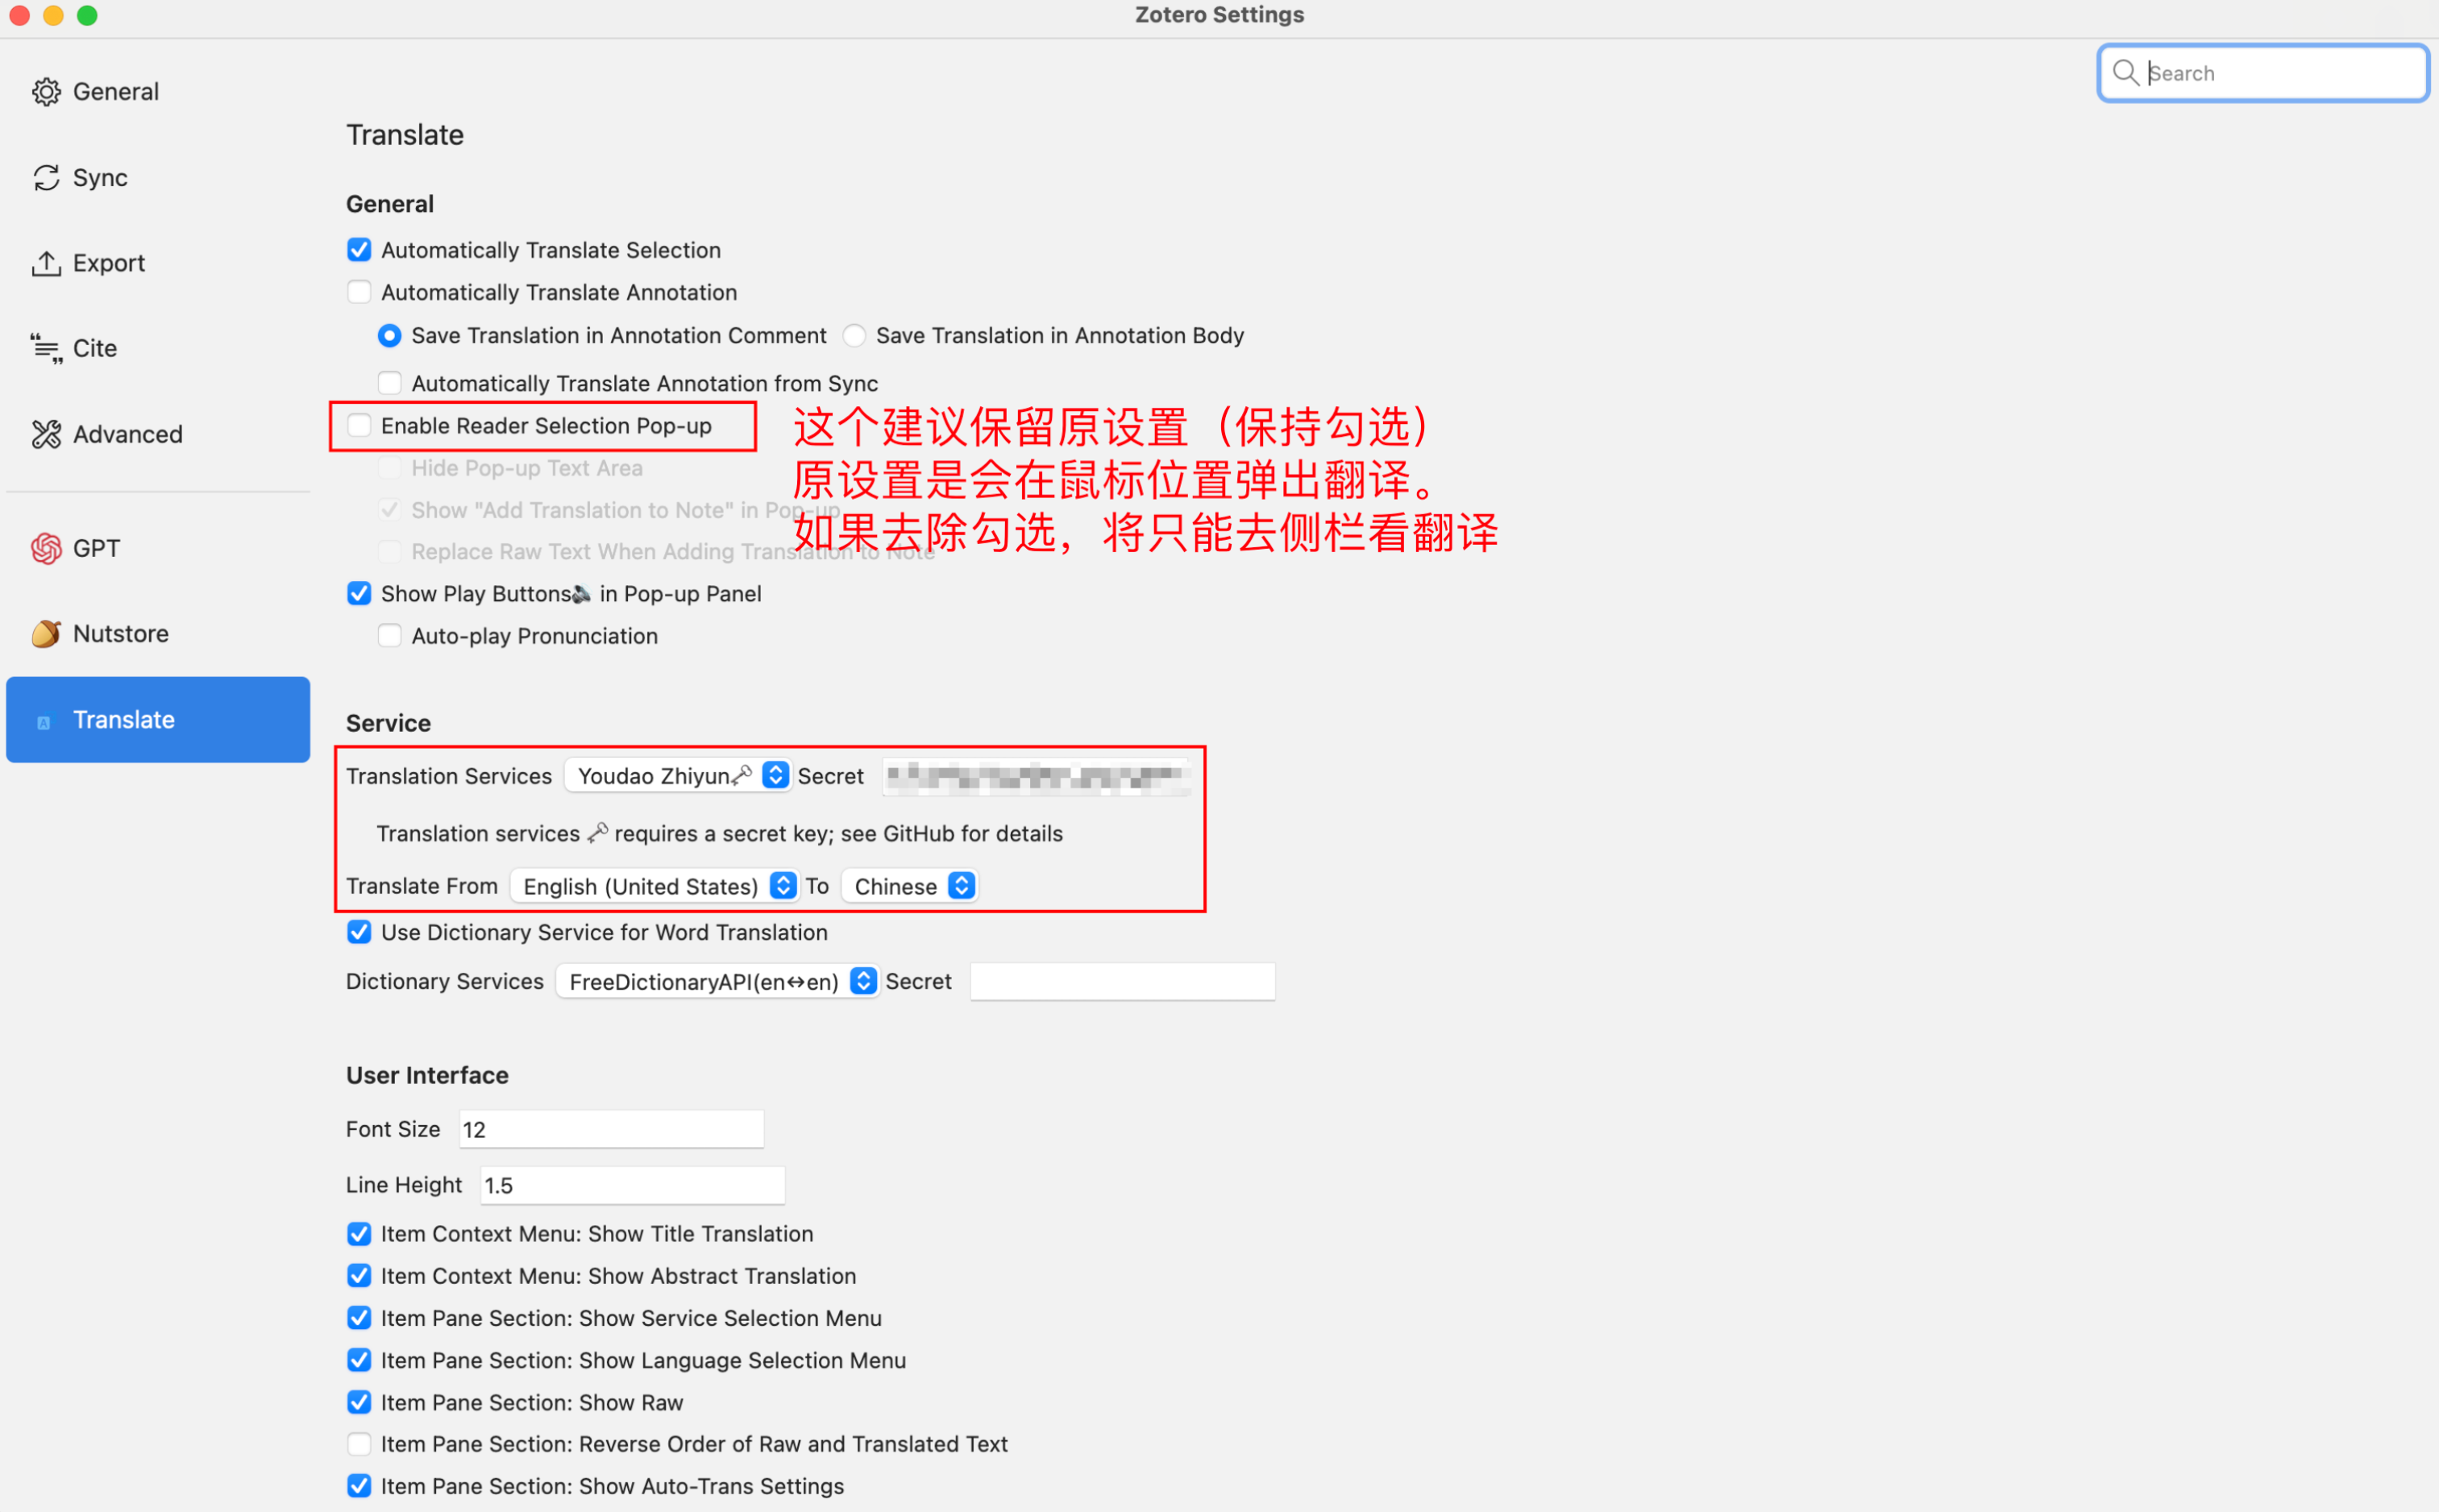 Zotero Settings
Search
General
Sync
Export
Cite
Advanced
GPT
Nutstore
Translate
Translate
General
Automatically Translate Selection
Automatically Translate Annotation
Save Translation in Annotation Comment Save Translation in Annotation Body
Automatically Translate Annotation from Sync
Enable Reader Selection Pop-up
Hide Pop-up Text Area
Show "Add Translation to Note" in Pop-up
Replace Raw Text When Adding Translation to Note
这个建议保留原设置（保持勾选）
原设置是会在鼠标位置弹出翻译。
如果去除勾选，将只能去侧栏看翻译
Show Play Buttons🔈 in Pop-up Panel
Auto-play Pronunciation
Service
Translation Services Youdao Zhiyun🗝 Secret
Translation services 🗝 requires a secret key; see GitHub for details
Translate From English (United States) To Chinese
Use Dictionary Service for Word Translation
Dictionary Services FreeDictionaryAPI(en↔en) Secret
User Interface
Font Size 12
Line Height 1.5
Item Context Menu: Show Title Translation
Item Context Menu: Show Abstract Translation
Item Pane Section: Show Service Selection Menu
Item Pane Section: Show Language Selection Menu
Item Pane Section: Show Raw
Item Pane Section: Reverse Order of Raw and Translated Text
Item Pane Section: Show Auto-Trans Settings